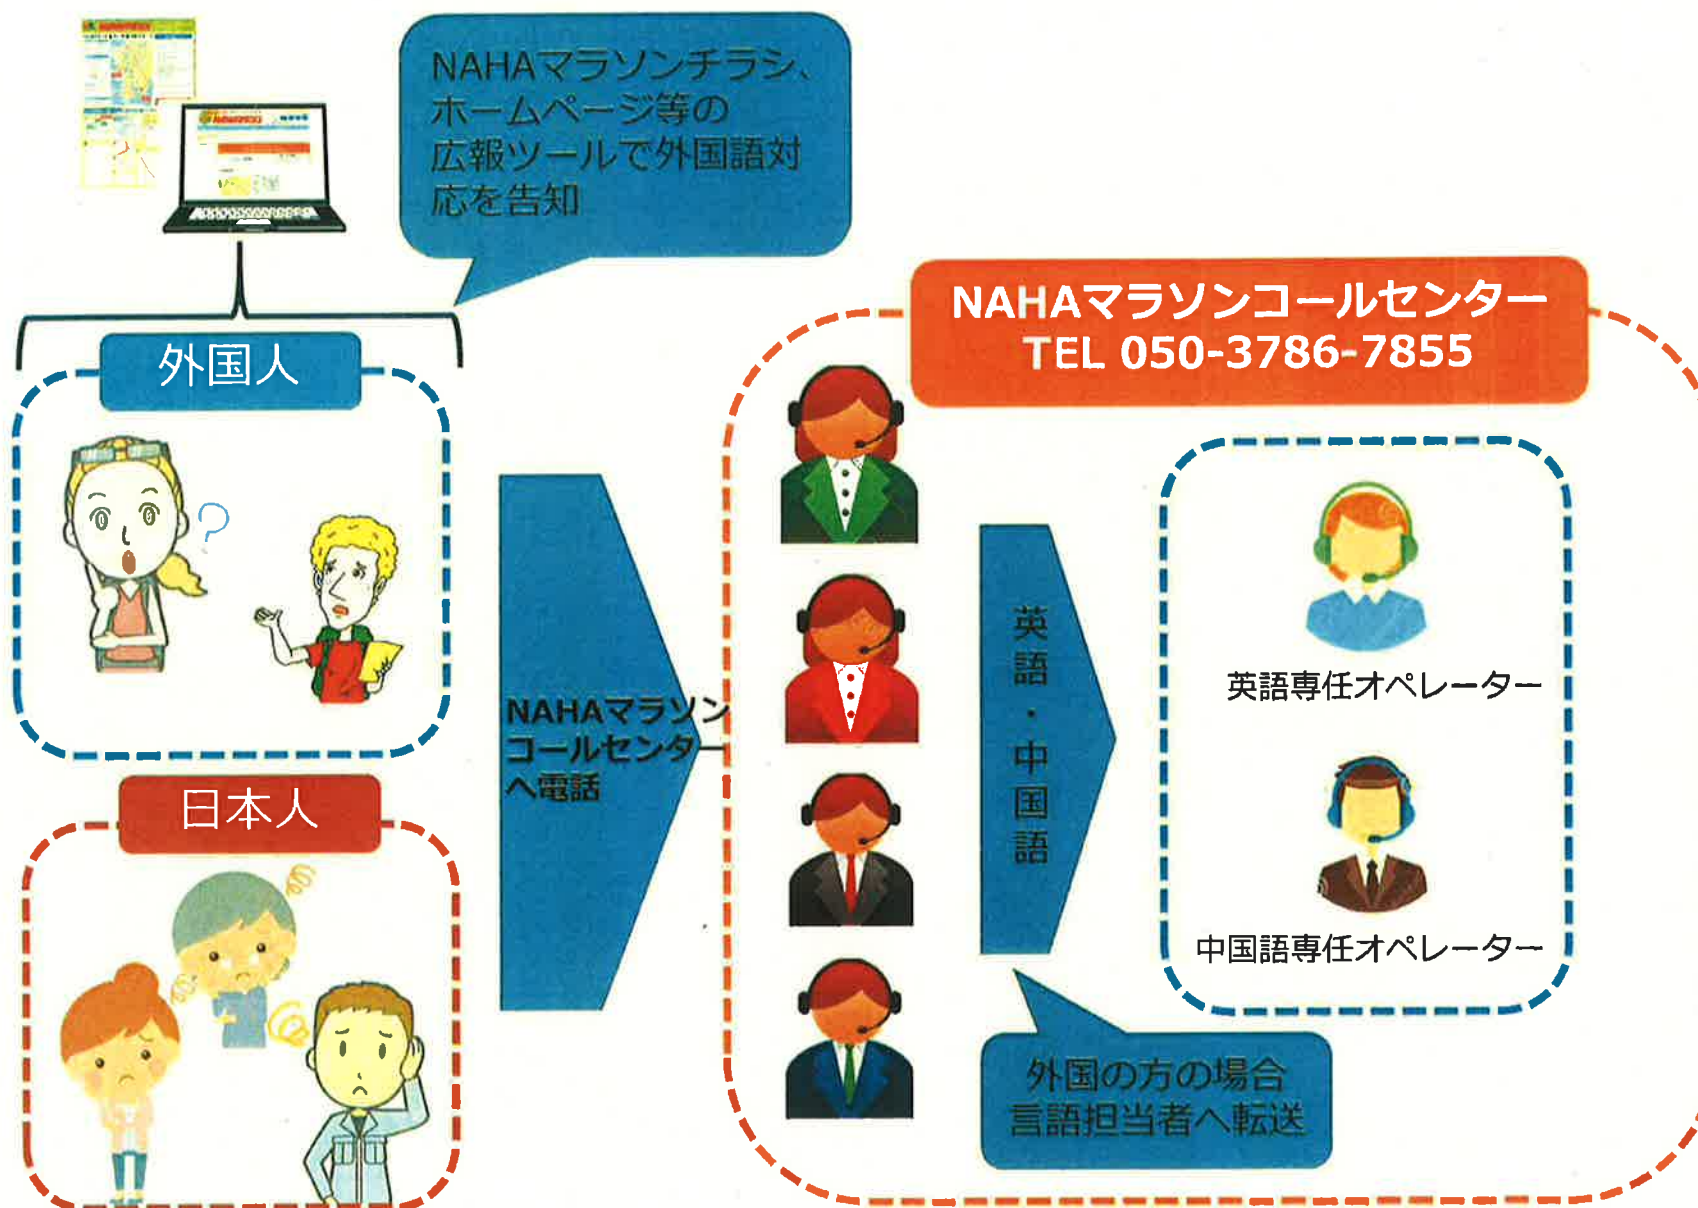 NAHAマラソンチラシ、
ホームページ等の
広報ツールで外国語対
応を告知
外国人
日本人
NAHAマラソン
コールセンター
へ電話
NAHAマラソンコールセンター
TEL 050-3786-7855
英語・中国語
英語専任オペレーター
中国語専任オペレーター
外国の方の場合
言語担当者へ転送